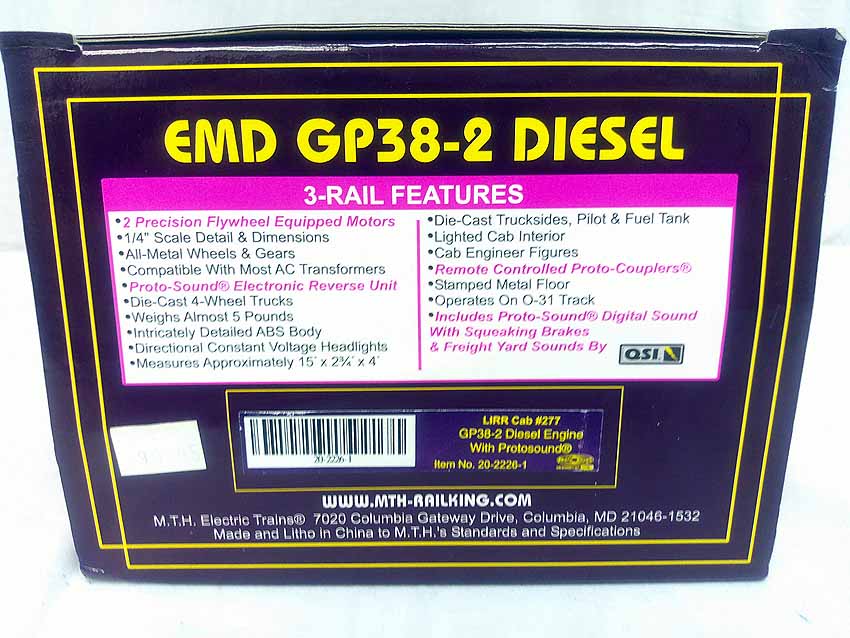 EMD GP38-2 DIESEL
3-RAIL FEATURES
•2 Precision Flywheel Equipped Motors
•1/4" Scale Detail & Dimensions
•All-Metal Wheels & Gears
•Compatible With Most AC Transformers
•Proto-Sound® Electronic Reverse Unit
•Die-Cast 4-Wheel Trucks
•Weighs Almost 5 Pounds
•Intricately Detailed ABS Body
•Directional Constant Voltage Headlights
•Measures Approximately 15" x 2¾" x 4"
•Die-Cast Trucksides, Pilot & Fuel Tank
•Lighted Cab Interior
•Cab Engineer Figures
•Remote Controlled Proto-Couplers®
•Stamped Metal Floor
•Operates On O-31 Track
•Includes Proto-Sound® Digital Sound
With Squeaking Brakes
& Freight Yard Sounds By
QSI
20-2226-1
LIRR Cab #277
GP38-2 Diesel Engine
With Protosound®
Item No. 20-2226-1
WWW.MTH-RAILKING.COM
M.T.H. Electric Trains® 7020 Columbia Gateway Drive, Columbia, MD 21046-1532
Made and Litho in China to M.T.H.'s Standards and Specifications